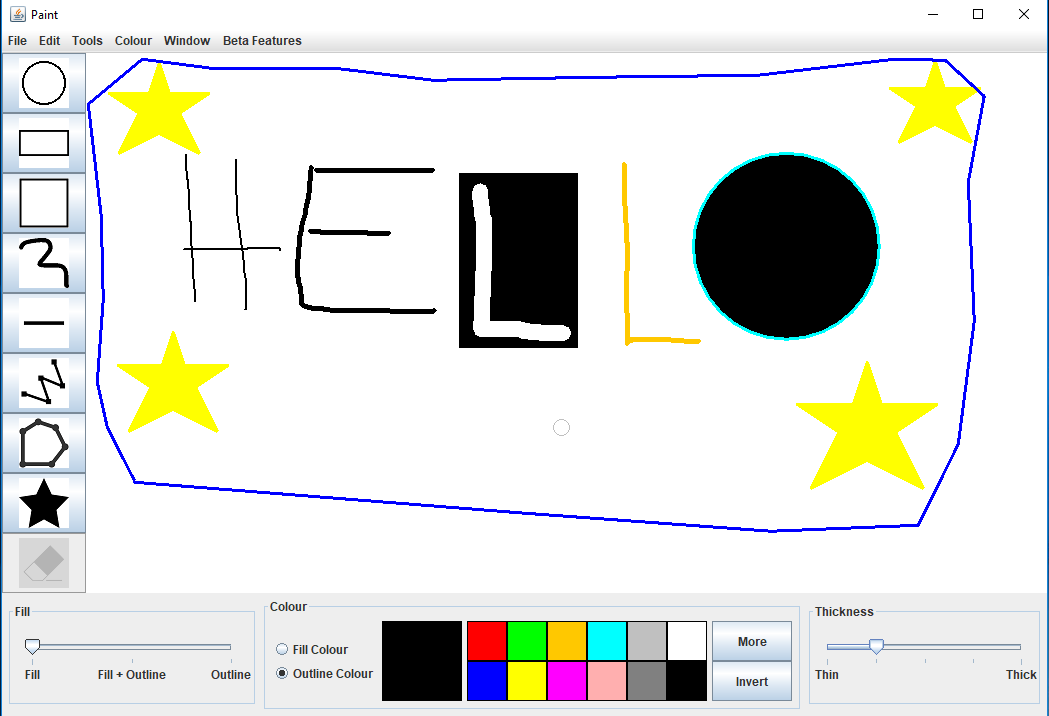 Paint
File Edit Tools Colour Window Beta Features
HELLO
Fill
Fill Fill + Outline Outline
Colour
Fill Colour
Outline Colour
More
Invert
Thickness
Thin Thick